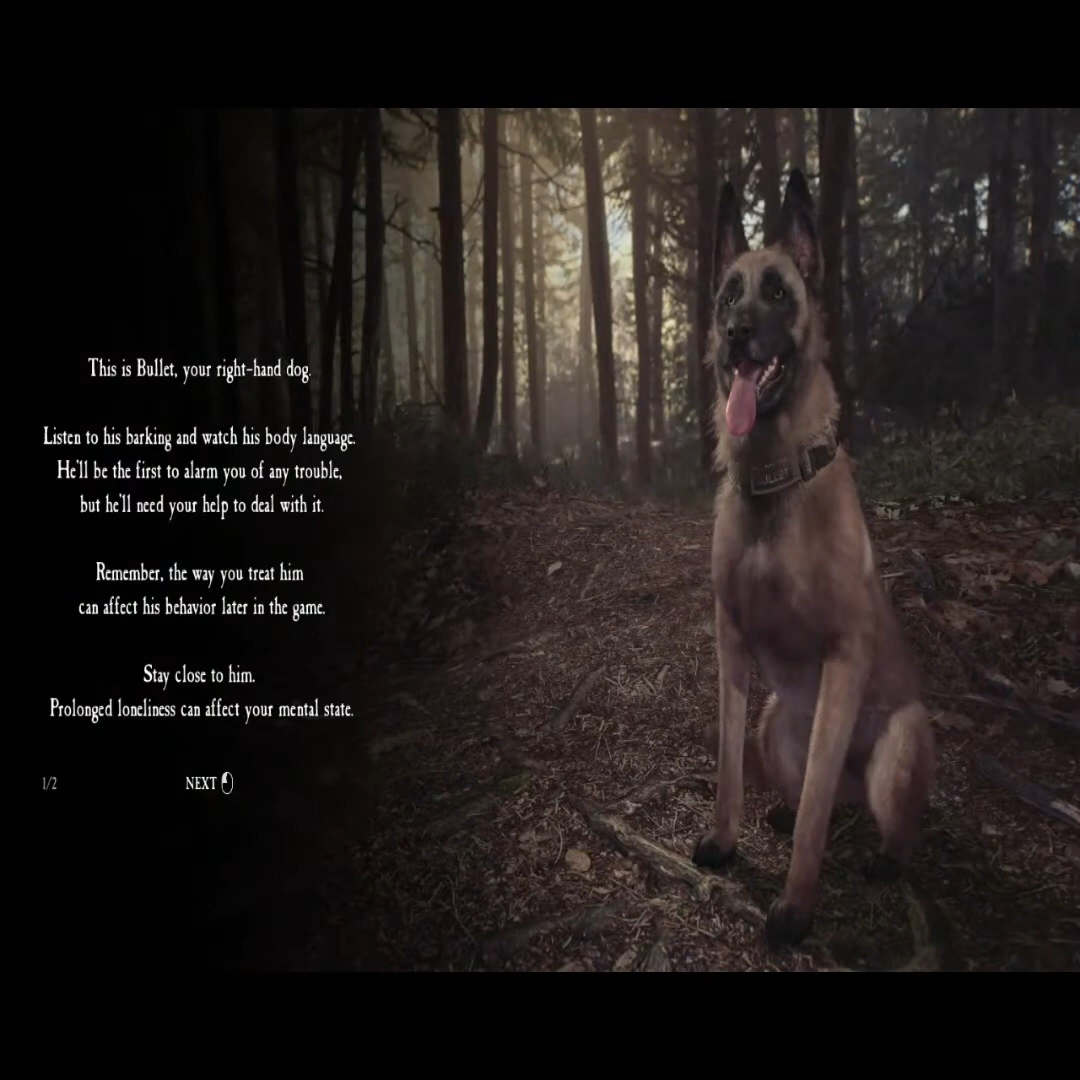 This is Bullet, your right-hand dog.
Listen to his barking and watch his body language.
He'll be the first to alarm you of any trouble,
but he'll need your help to deal with it.
Remember, the way you treat him
can affect his behavior later in the game.
Stay close to him.
Prolonged loneliness can affect your mental state.
1/2
NEXT
BULLET